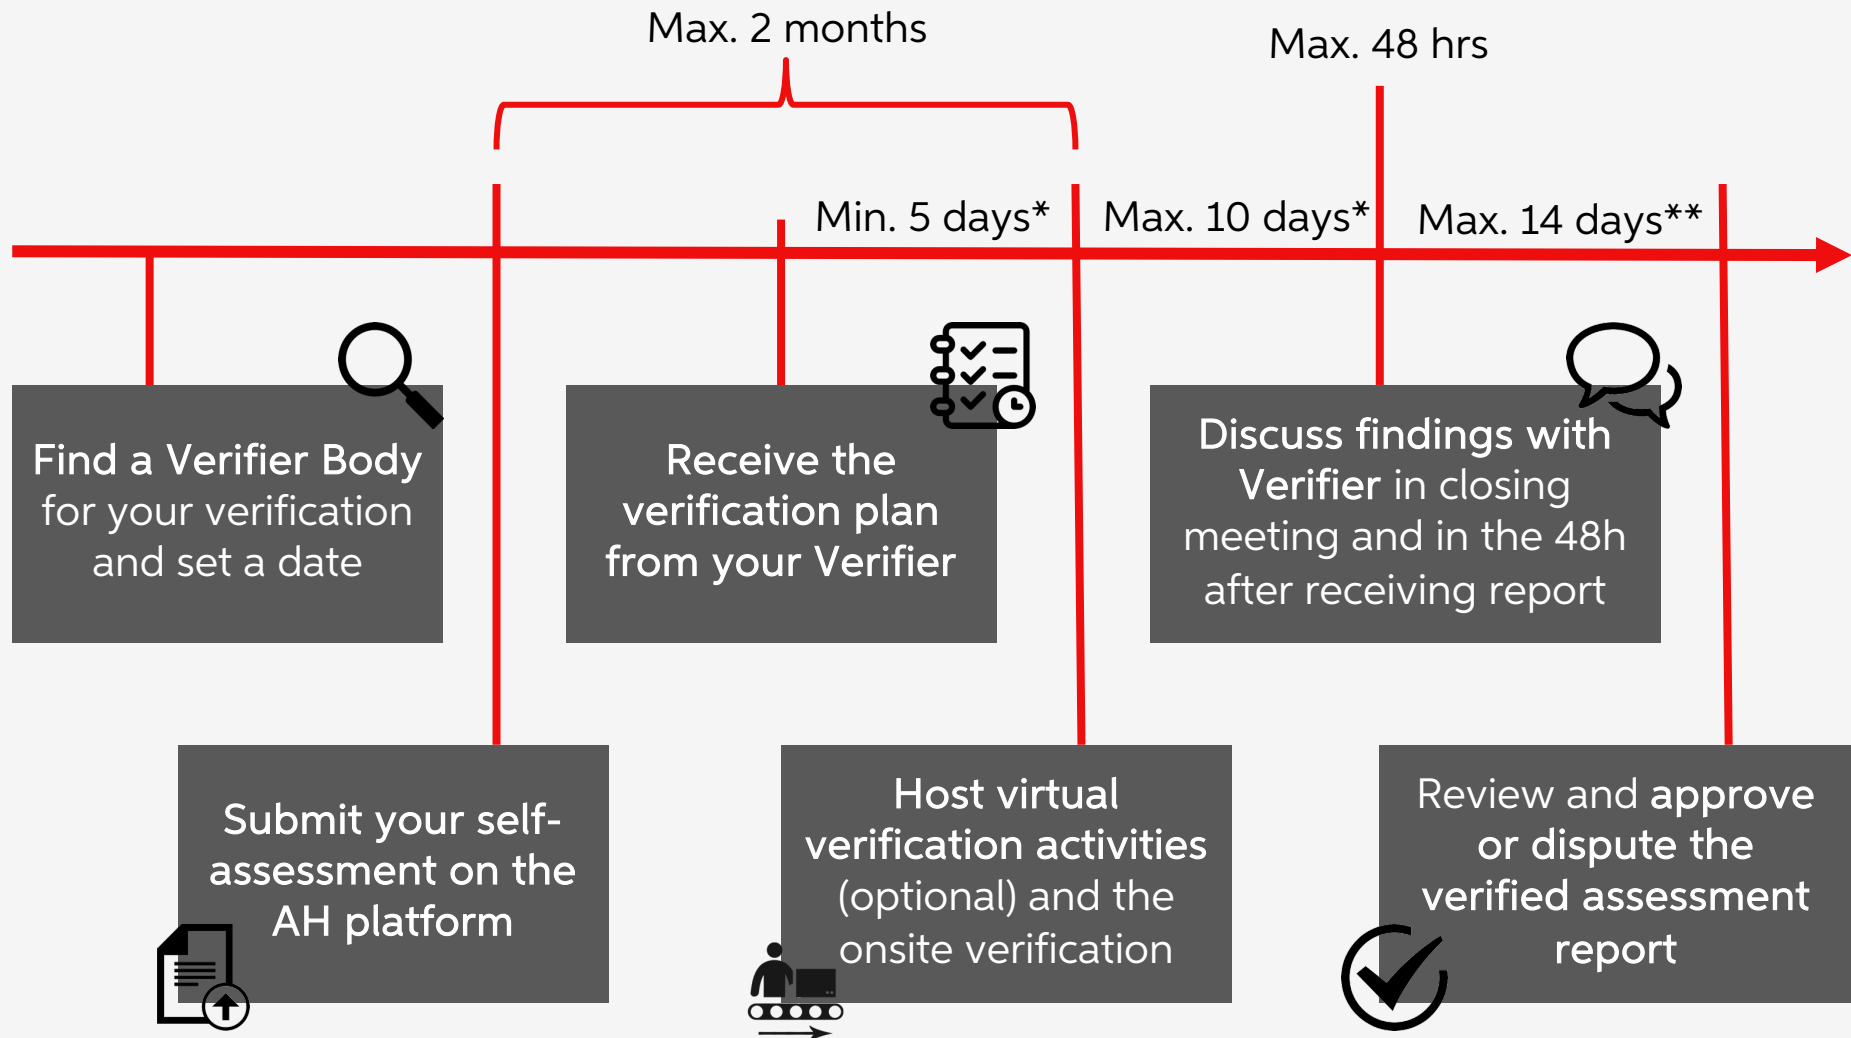 Max. 2 months
Max. 48 hrs
Min. 5 days*
Max. 10 days*
Max. 14 days**
Find a Verifier Body
for your verification
and set a date
Receive the
verification plan
from your Verifier
Discuss findings with
Verifier in closing
meeting and in the 48h
after receiving report
Submit your self-
assessment on the
AH platform
Host virtual
verification activities
(optional) and the
onsite verification
Review and approve
or dispute the
verified assessment
report